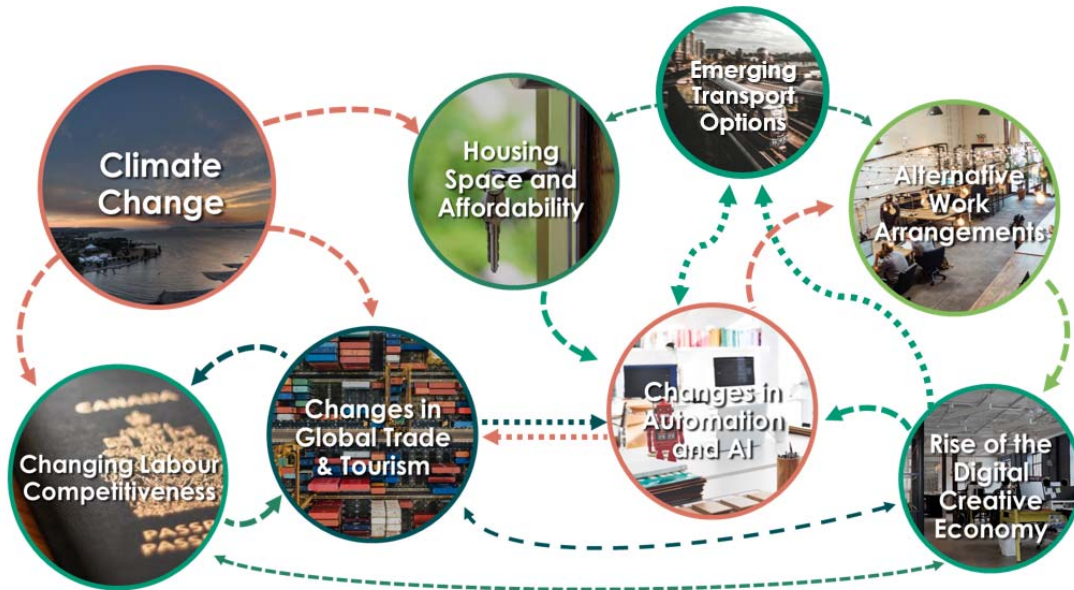 Climate
Change
Housing
Space and
Affordability
Emerging
Transport
Options
Alternative
Work
Arrangements
CANADA
PASSP
PASSP
Changing Labour
Competitiveness
Changes in
Global Trade
& Tourism
Changes in
Automation
and AI
Rise of the
Digital
Creative
Economy